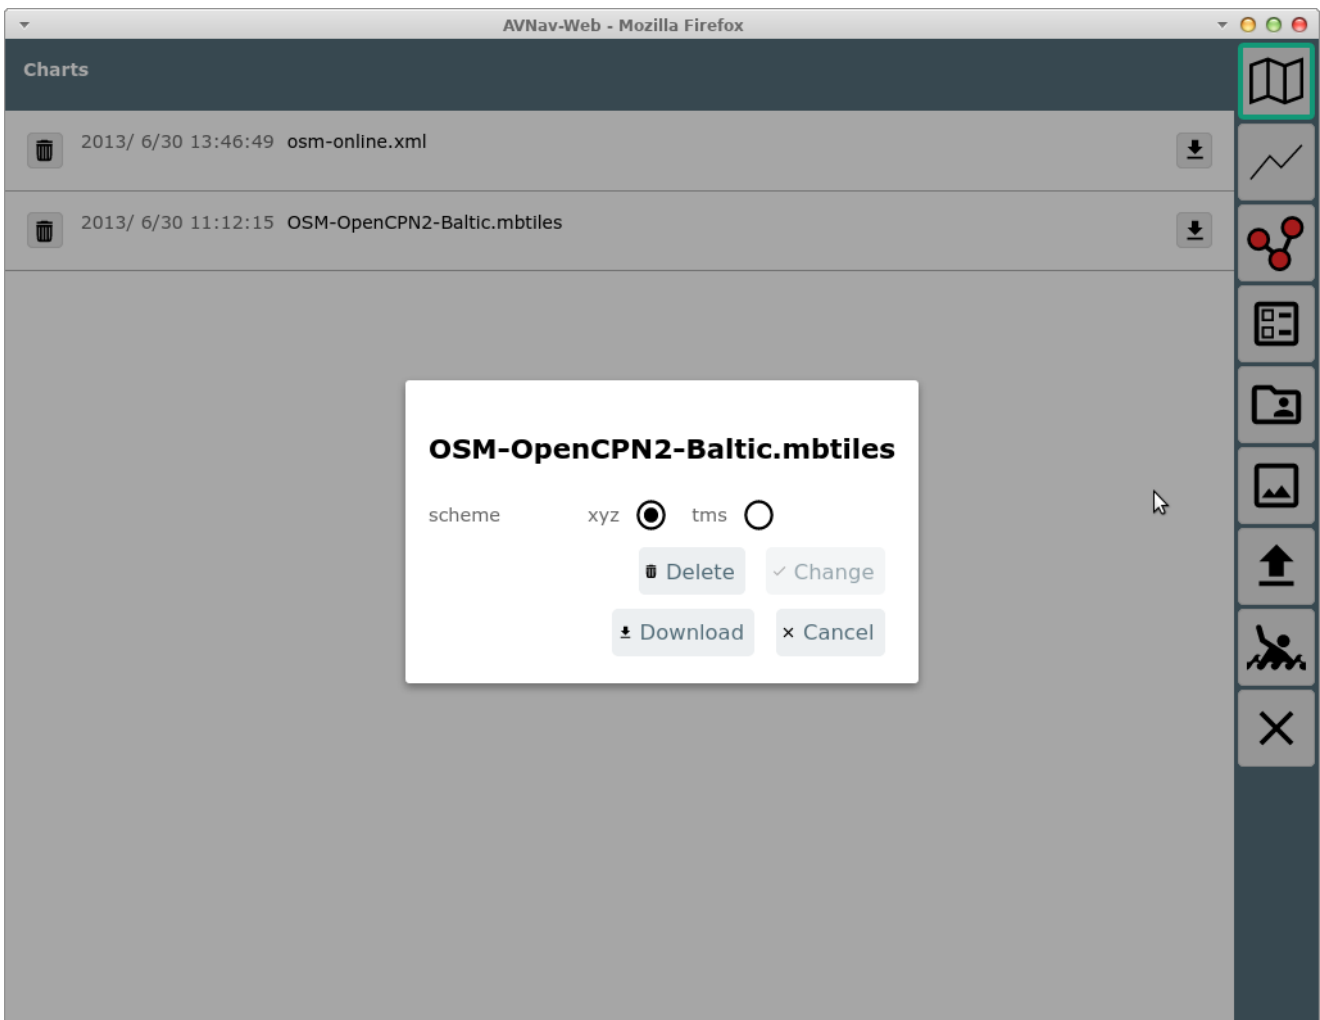 AVNav-Web - Mozilla Firefox
Charts
2013/ 6/30 13:46:49 osm-online.xml
2013/ 6/30 11:12:15 OSM-OpenCPN2-Baltic.mbtiles
OSM-OpenCPN2-Baltic.mbtiles
scheme xyz tms
Delete Change
Download Cancel